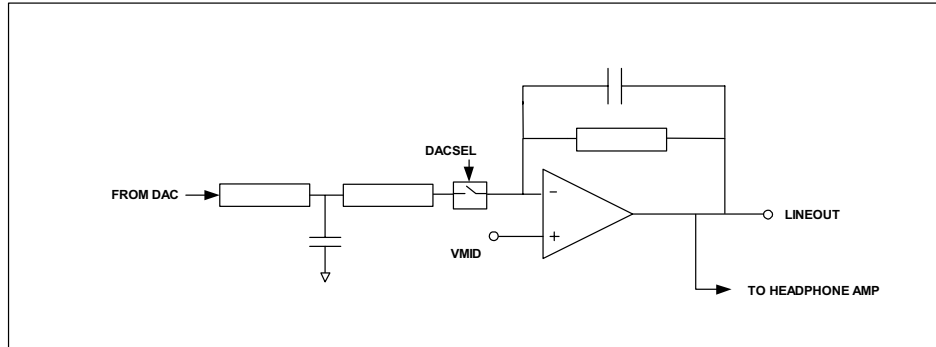 DACSEL
FROM DAC
LINEOUT
VMID
TO HEADPHONE AMP